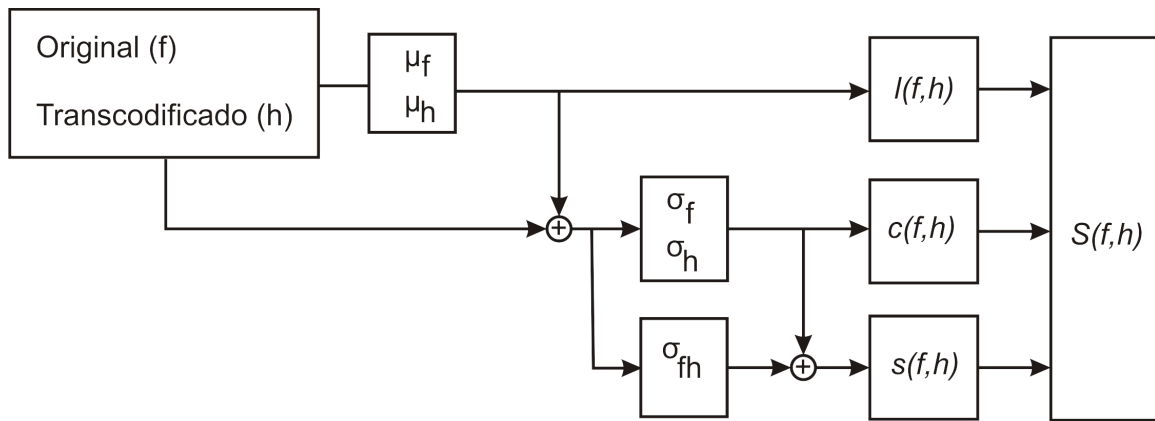 Original (f)
Transcodificado (h)
μf
μh
l(f,h)
+
σf
σh
c(f,h)
S(f,h)
σfh
+
s(f,h)